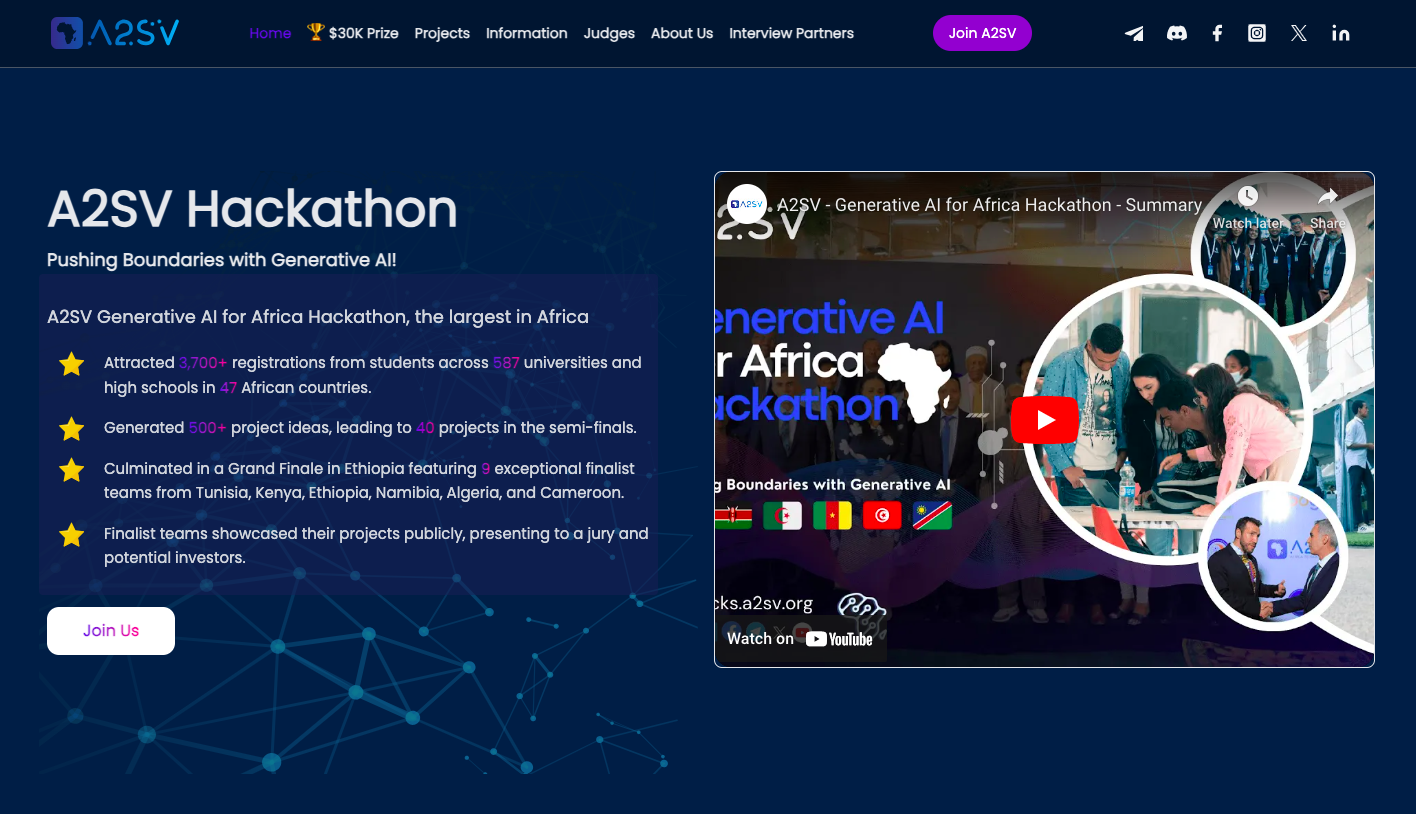 A2SV
Home
$30K Prize
Projects
Information
Judges
About Us
Interview Partners
Join A2SV
A2SV Hackathon
Pushing Boundaries with Generative AI!
A2SV Generative AI for Africa Hackathon, the largest in Africa
Attracted 3,700+ registrations from students across 587 universities and
high schools in 47 African countries.
Generated 500+ project ideas, leading to 40 projects in the semi-finals.
Culminated in a Grand Finale in Ethiopia featuring 9 exceptional finalist
teams from Tunisia, Kenya, Ethiopia, Namibia, Algeria, and Cameroon.
Finalist teams showcased their projects publicly, presenting to a jury and
potential investors.
Join Us
A2SV
A2SV - Generative AI for Africa Hackathon - Summary
Watch later
Share
2.SV
enerative AI
r Africa
ackathon
g Boundaries with Generative AI
cks.a2sv.org
Watch on YouTube